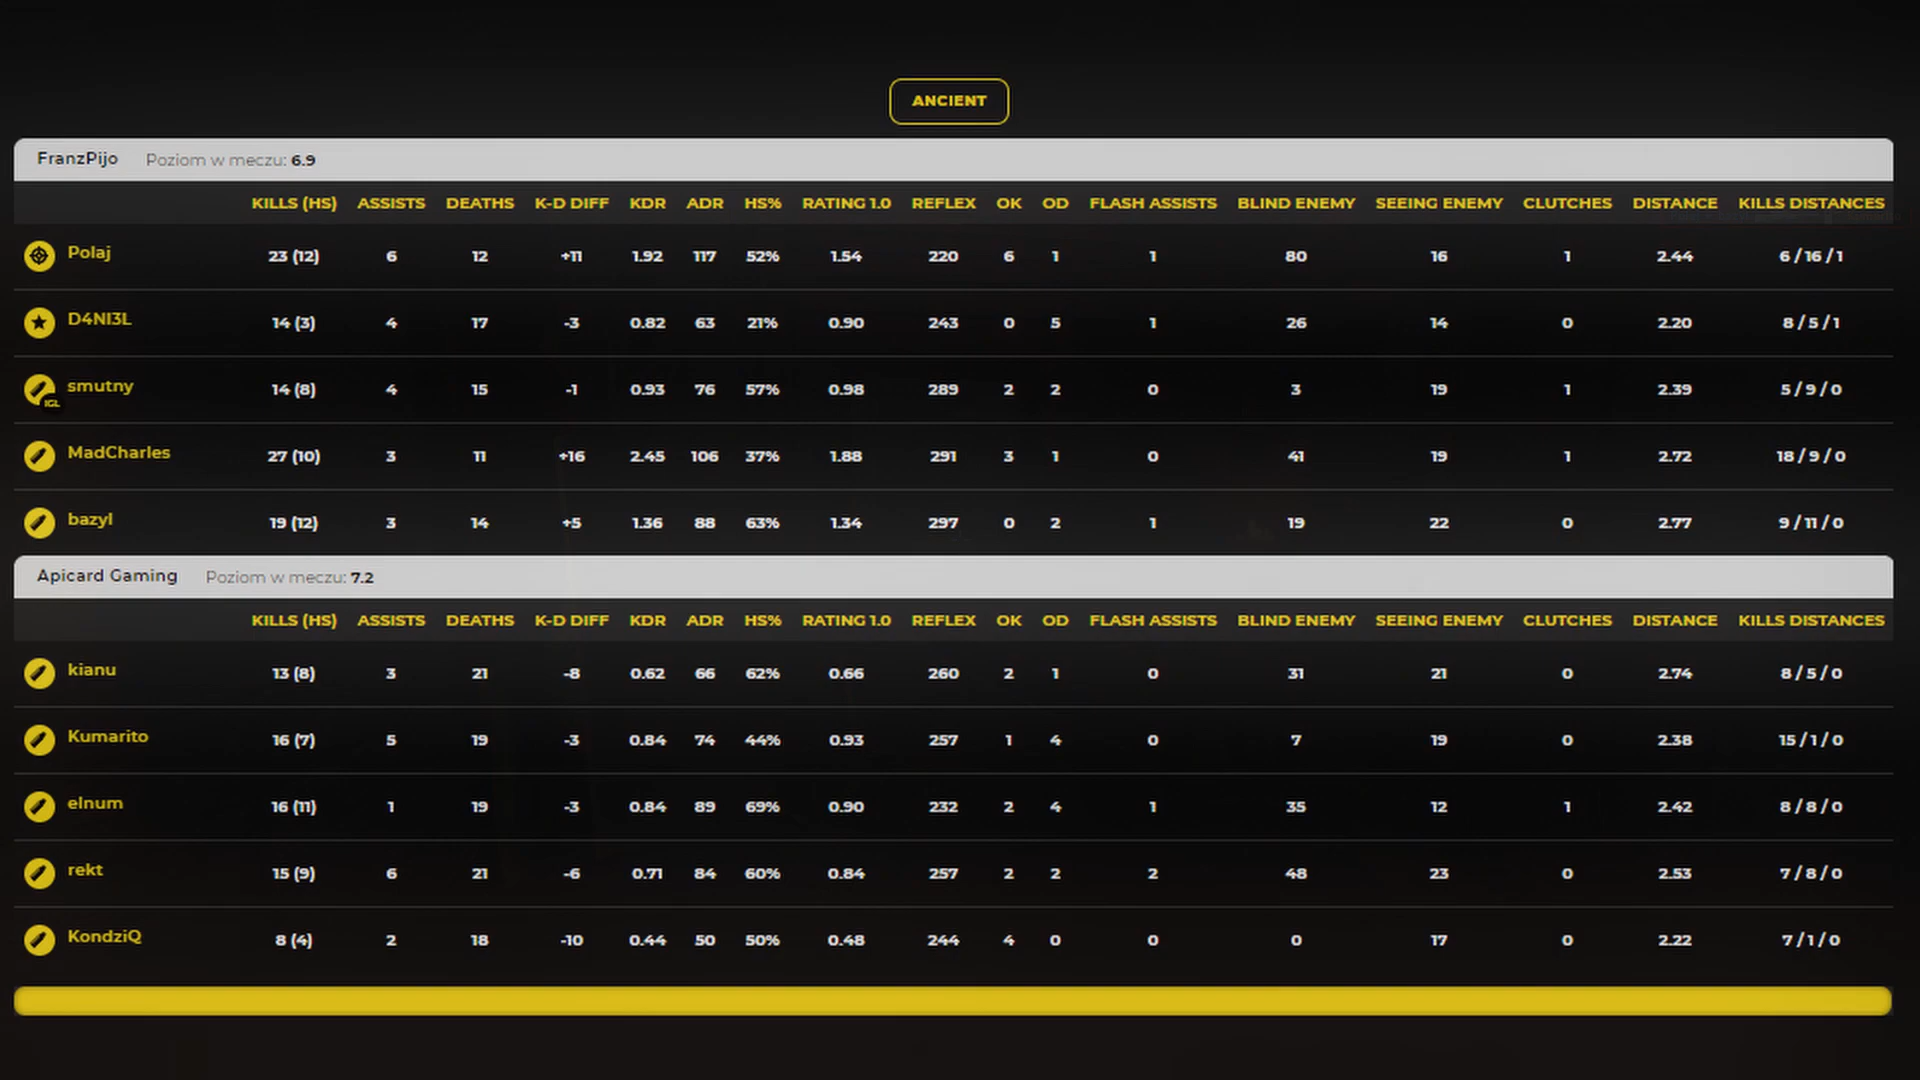 ANCIENT
FranzPijo Poziom w meczu: 6.9
KILLS (HS) ASSISTS DEATHS K-D DIFF KDR ADR HS% RATING 1.0 REFLEX OK OD FLASH ASSISTS BLIND ENEMY SEEING ENEMY CLUTCHES DISTANCE KILLS DISTANCES
Polaj 23 (12) 6 12 +11 1.92 117 52% 1.54 220 6 1 1 80 16 1 2.44 6 / 16 / 1
D4NI3L 14 (3) 4 17 -3 0.82 63 21% 0.90 243 0 5 1 26 14 0 2.20 8 / 5 / 1
smutny 14 (8) 4 15 -1 0.93 76 57% 0.98 289 2 2 0 3 19 1 2.39 5 / 9 / 0
IGL
MadCharles 27 (10) 3 11 +16 2.45 106 37% 1.88 291 3 1 0 41 19 1 2.72 18 / 9 / 0
bazyl 19 (12) 3 14 +5 1.36 88 63% 1.34 297 0 2 1 19 22 0 2.77 9 / 11 / 0
Apicard Gaming Poziom w meczu: 7.2
KILLS (HS) ASSISTS DEATHS K-D DIFF KDR ADR HS% RATING 1.0 REFLEX OK OD FLASH ASSISTS BLIND ENEMY SEEING ENEMY CLUTCHES DISTANCE KILLS DISTANCES
kianu 13 (8) 3 21 -8 0.62 66 62% 0.66 260 2 1 0 31 21 0 2.74 8 / 5 / 0
Kumarito 16 (7) 5 19 -3 0.84 74 44% 0.93 257 1 4 0 7 19 0 2.38 15 / 1 / 0
elnum 16 (11) 1 19 -3 0.84 89 69% 0.90 232 2 4 1 35 12 1 2.42 8 / 8 / 0
rekt 15 (9) 6 21 -6 0.71 84 60% 0.84 257 2 2 2 48 23 0 2.53 7 / 8 / 0
KondziQ 8 (4) 2 18 -10 0.44 50 50% 0.48 244 4 0 0 0 17 0 2.22 7 / 1 / 0